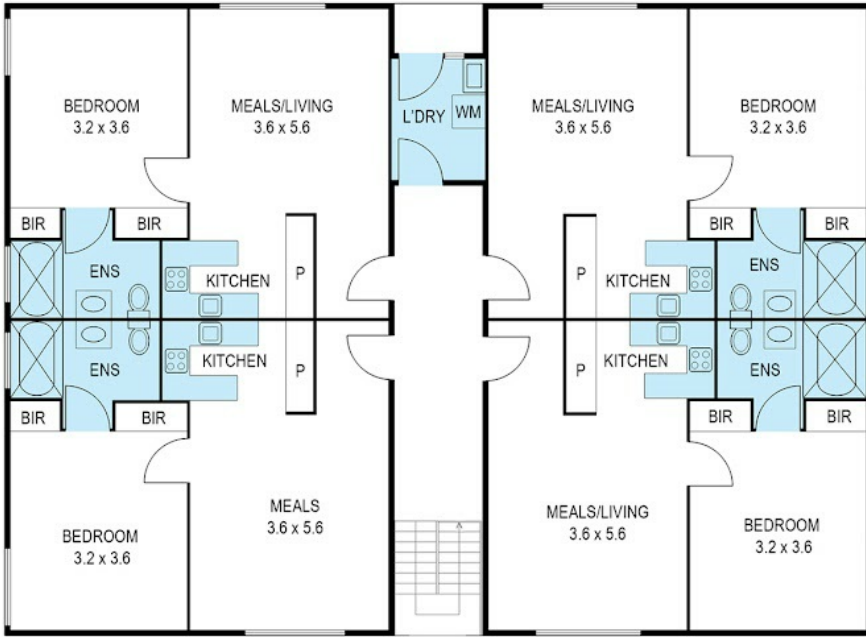 BEDROOM
3.2 x 3.6
MEALS/LIVING
3.6 x 5.6
L'DRY
WM
MEALS/LIVING
3.6 x 5.6
BEDROOM
3.2 x 3.6
BIR
BIR
BIR
BIR
ENS
KITCHEN
P
P
KITCHEN
ENS
ENS
KITCHEN
P
P
KITCHEN
ENS
BIR
BIR
BIR
BIR
BEDROOM
3.2 x 3.6
MEALS
3.6 x 5.6
MEALS/LIVING
3.6 x 5.6
BEDROOM
3.2 x 3.6